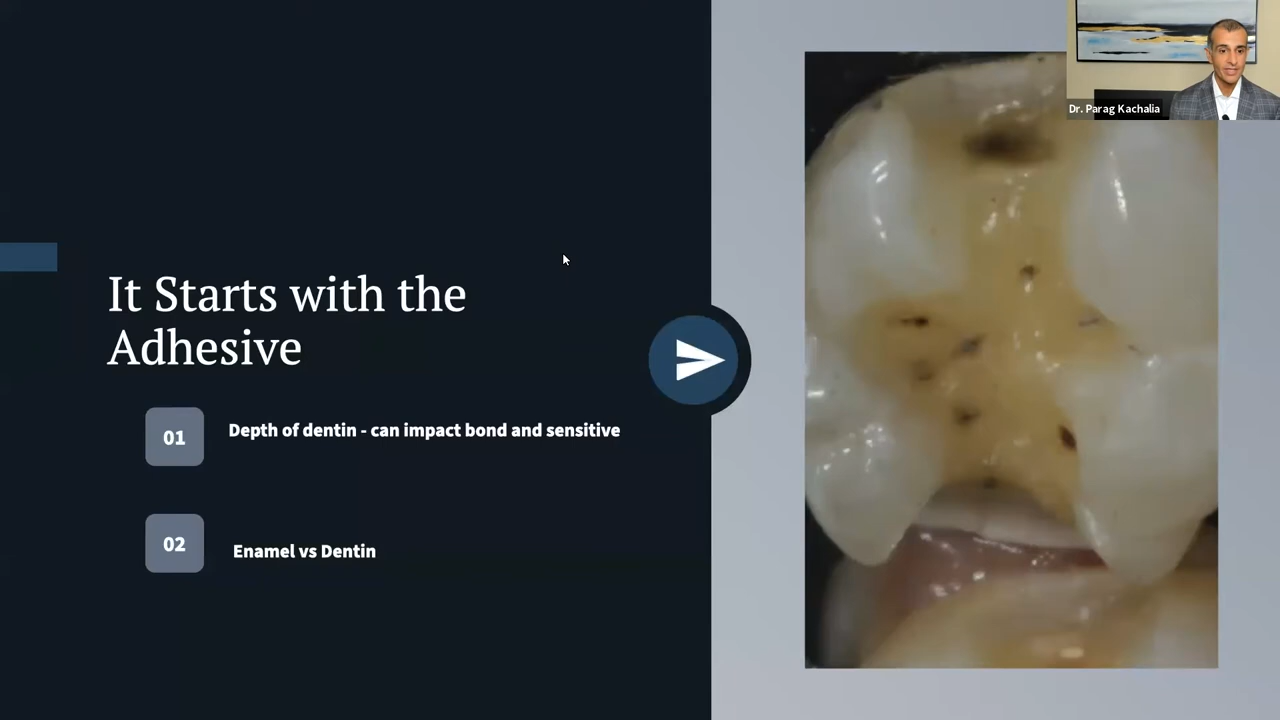 Dr. Parag Kachalia
It Starts with the
Adhesive
01
Depth of dentin - can impact bond and sensitive
02
Enamel vs Dentin